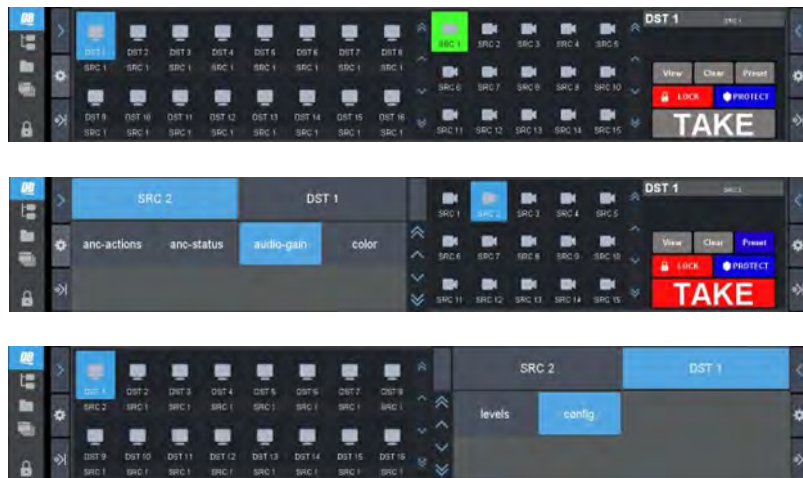 DB
DST 1 DST 2 DST 3 DST 4 DST 5 DST 6 DST 7 DST 8
SRC 1 SRC 1 SRC 1 SRC 1 SRC 1 SRC 1 SRC 1 SRC 1
DST 9 DST 10 DST 11 DST 12 DST 13 DST 14 DST 15 DST 16
SRC 1 SRC 1 SRC 1 SRC 1 SRC 1 SRC 1 SRC 1 SRC 1
SRC 1 SRC 2 SRC 3 SRC 4 SRC 5
SRC 6 SRC 7 SRC 8 SRC 9 SRC 10
SRC 11 SRC 12 SRC 13 SRC 14 SRC 15
DST 1 SRC 1
View Clear Preset
LOCK PROTECT
TAKE
DB
SRC 2 DST 1
anc-actions anc-status audio-gain color
SRC 1 SRC 2 SRC 3 SRC 4 SRC 5
SRC 6 SRC 7 SRC 8 SRC 9 SRC 10
SRC 11 SRC 12 SRC 13 SRC 14 SRC 15
DST 1
View Clear Preset
LOCK PROTECT
TAKE
DB
DST 1 DST 2 DST 3 DST 4 DST 5 DST 6 DST 7 DST 8
SRC 2 SRC 1 SRC 1 SRC 1 SRC 1 SRC 1 SRC 1 SRC 1
DST 9 DST 10 DST 11 DST 12 DST 13 DST 14 DST 15 DST 16
SRC 1 SRC 1 SRC 1 SRC 1 SRC 1 SRC 1 SRC 1 SRC 1
SRC 2 DST 1
levels config